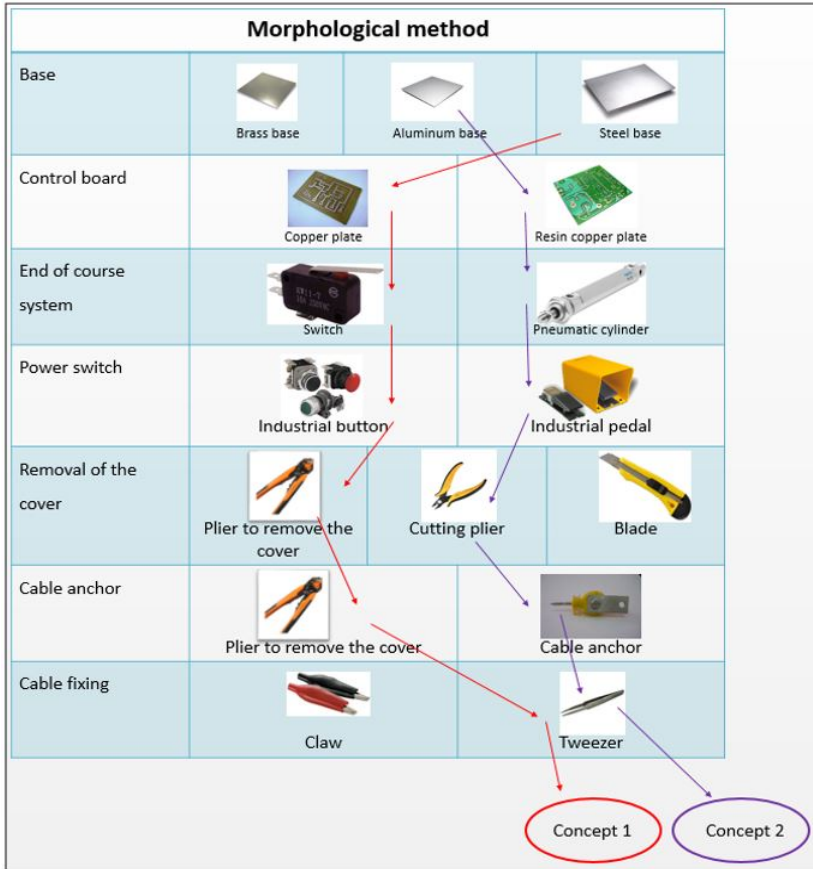 Morphological method
Base
Brass base
Aluminum base
Steel base
Control board
Copper plate
Resin copper plate
End of course
system
Switch
Pneumatic cylinder
Power switch
Industrial button
Industrial pedal
Removal of the
cover
Plier to remove the
cover
Cutting plier
Blade
Cable anchor
Plier to remove the cover
Cable anchor
Cable fixing
Claw
Tweezer
Concept 1
Concept 2